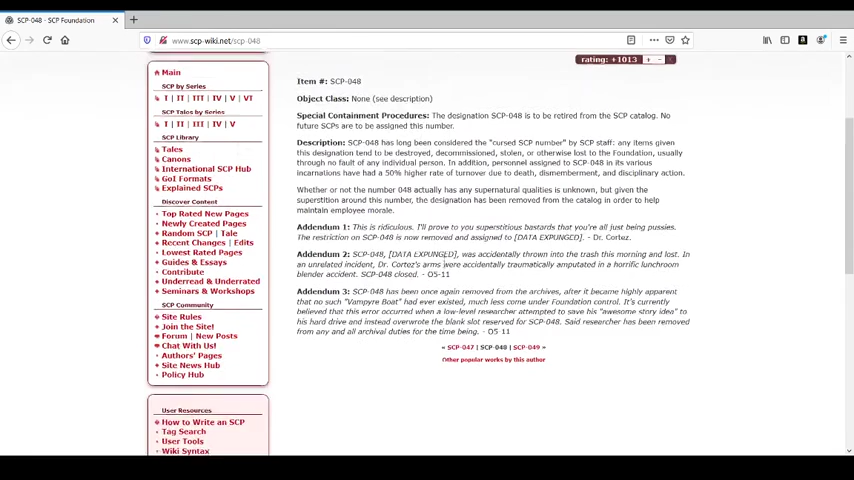 SCP-048 - SCP Foundation
www.scp-wiki.net/scp-048
rating: +1013 + -
Main
SCP by Series
I | II | III | IV | V | VI
SCP Tales by Series
I | II | III | IV | V
SCP Library
Tales
Canons
International SCP Hub
GoI Formats
Explained SCPs
Discover Content
Top Rated New Pages
Newly Created Pages
Random SCP | Tale
Recent Changes | Edits
Lowest Rated Pages
Guides & Essays
Contribute
Underread & Underrated
Seminars & Workshops
SCP Community
Site Rules
Join the Site!
Forum | New Posts
Chat With Us!
Authors' Pages
Site News Hub
Policy Hub
User Resources
How to Write an SCP
Tag Search
User Tools
Wiki Syntax
Item #: SCP-048
Object Class: None (see description)
Special Containment Procedures: The designation SCP-048 is to be retired from the SCP catalog. No
future SCPs are to be assigned this number.
Description: SCP-048 has long been considered the "cursed SCP number" by SCP staff: any items given
this designation tend to be destroyed, decommissioned, stolen, or otherwise lost to the Foundation, usually
through no fault of any individual person. In addition, personnel assigned to SCP-048 in its various
incarnations have had a 50% higher rate of turnover due to death, dismemberment, and disciplinary action.
Whether or not the number 048 actually has any supernatural qualities is unknown, but given the
superstition around this number, the designation has been removed from the catalog in order to help
maintain employee morale.
Addendum 1: This is ridiculous. I'll prove to you superstitious bastards that you're all just being pussies.
The restriction on SCP-048 is now removed and assigned to [DATA EXPUNGED]. - Dr. Cortez.
Addendum 2: SCP-048, [DATA EXPUNGED], was accidentally thrown into the trash this morning and lost. In
an unrelated incident, Dr. Cortez's arms were accidentally traumatically amputated in a horrific lunchroom
blender accident. SCP-048 closed. - O5-11
Addendum 3: SCP-048 has been once again removed from the archives, after it became highly apparent
that no such "Vampyre Boat" had ever existed, much less come under Foundation control. It's currently
believed that this error occurred when a low-level researcher attempted to save his "awesome story idea" to
his hard drive and instead overwrote the blank slot reserved for SCP-048. Said researcher has been removed
from any and all archival duties for the time being. - O5-11
« SCP-047 | SCP-048 | SCP-049 »
Other popular works by this author